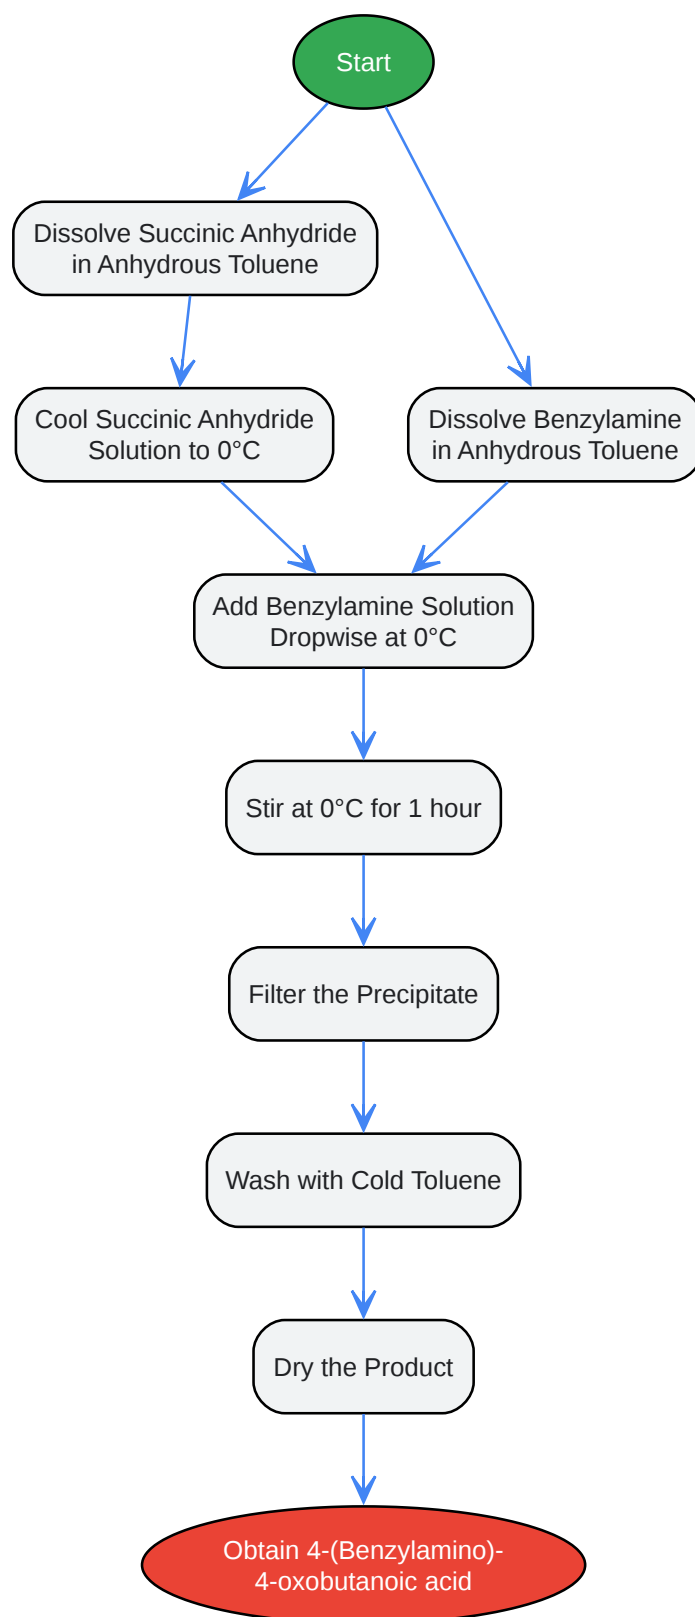 Start
Dissolve Succinic Anhydride
in Anhydrous Toluene
Cool Succinic Anhydride
Solution to 0°C
Dissolve Benzylamine
in Anhydrous Toluene
Add Benzylamine Solution
Dropwise at 0°C
Stir at 0°C for 1 hour
Filter the Precipitate
Wash with Cold Toluene
Dry the Product
Obtain 4-(Benzylamino)-
4-oxobutanoic acid